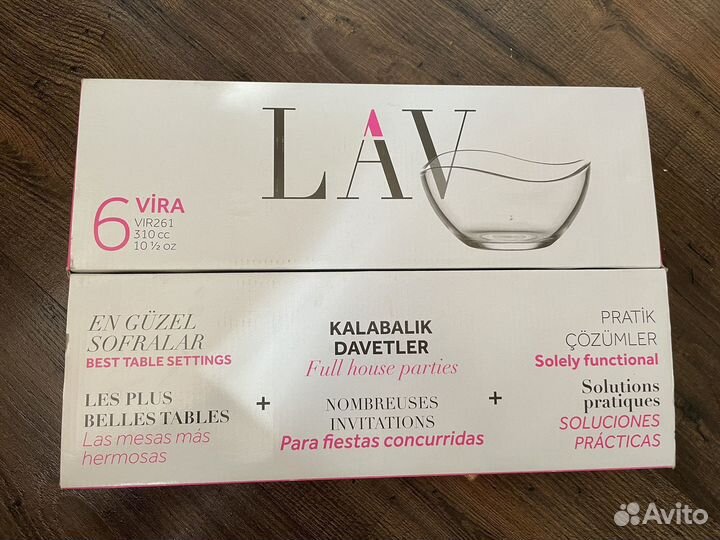 LAV
6
VİRA
VIR261
310 cc
10 ½ oz
EN GÜZEL
SOFRALAR
BEST TABLE SETTINGS
LES PLUS
BELLES TABLES
Las mesas más
hermosas
+
KALABALIK
DAVETLER
Full house parties
NOMBREUSES
INVITATIONS
Para fiestas concurridas
+
PRATİK
ÇÖZÜMLER
Solely functional
Solutions
pratiques
SOLUCIONES
PRÁCTICAS
Avito